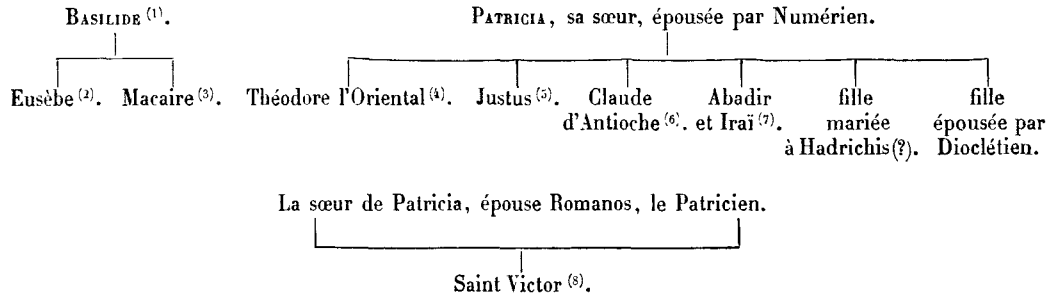 BASILIDE (1). PATRICIA, sa sœur, épousée par Numérien.
Eusèbe (2). Macaire (3). Théodore l'Oriental (4). Justus (5). Claude Abadir fille fille
d'Antioche (6). et Iraï (7). mariée épousée par
à Hadrichis (?). Dioclétien.
La sœur de Patricia, épouse Romanos, le Patricien.
Saint Victor (8).